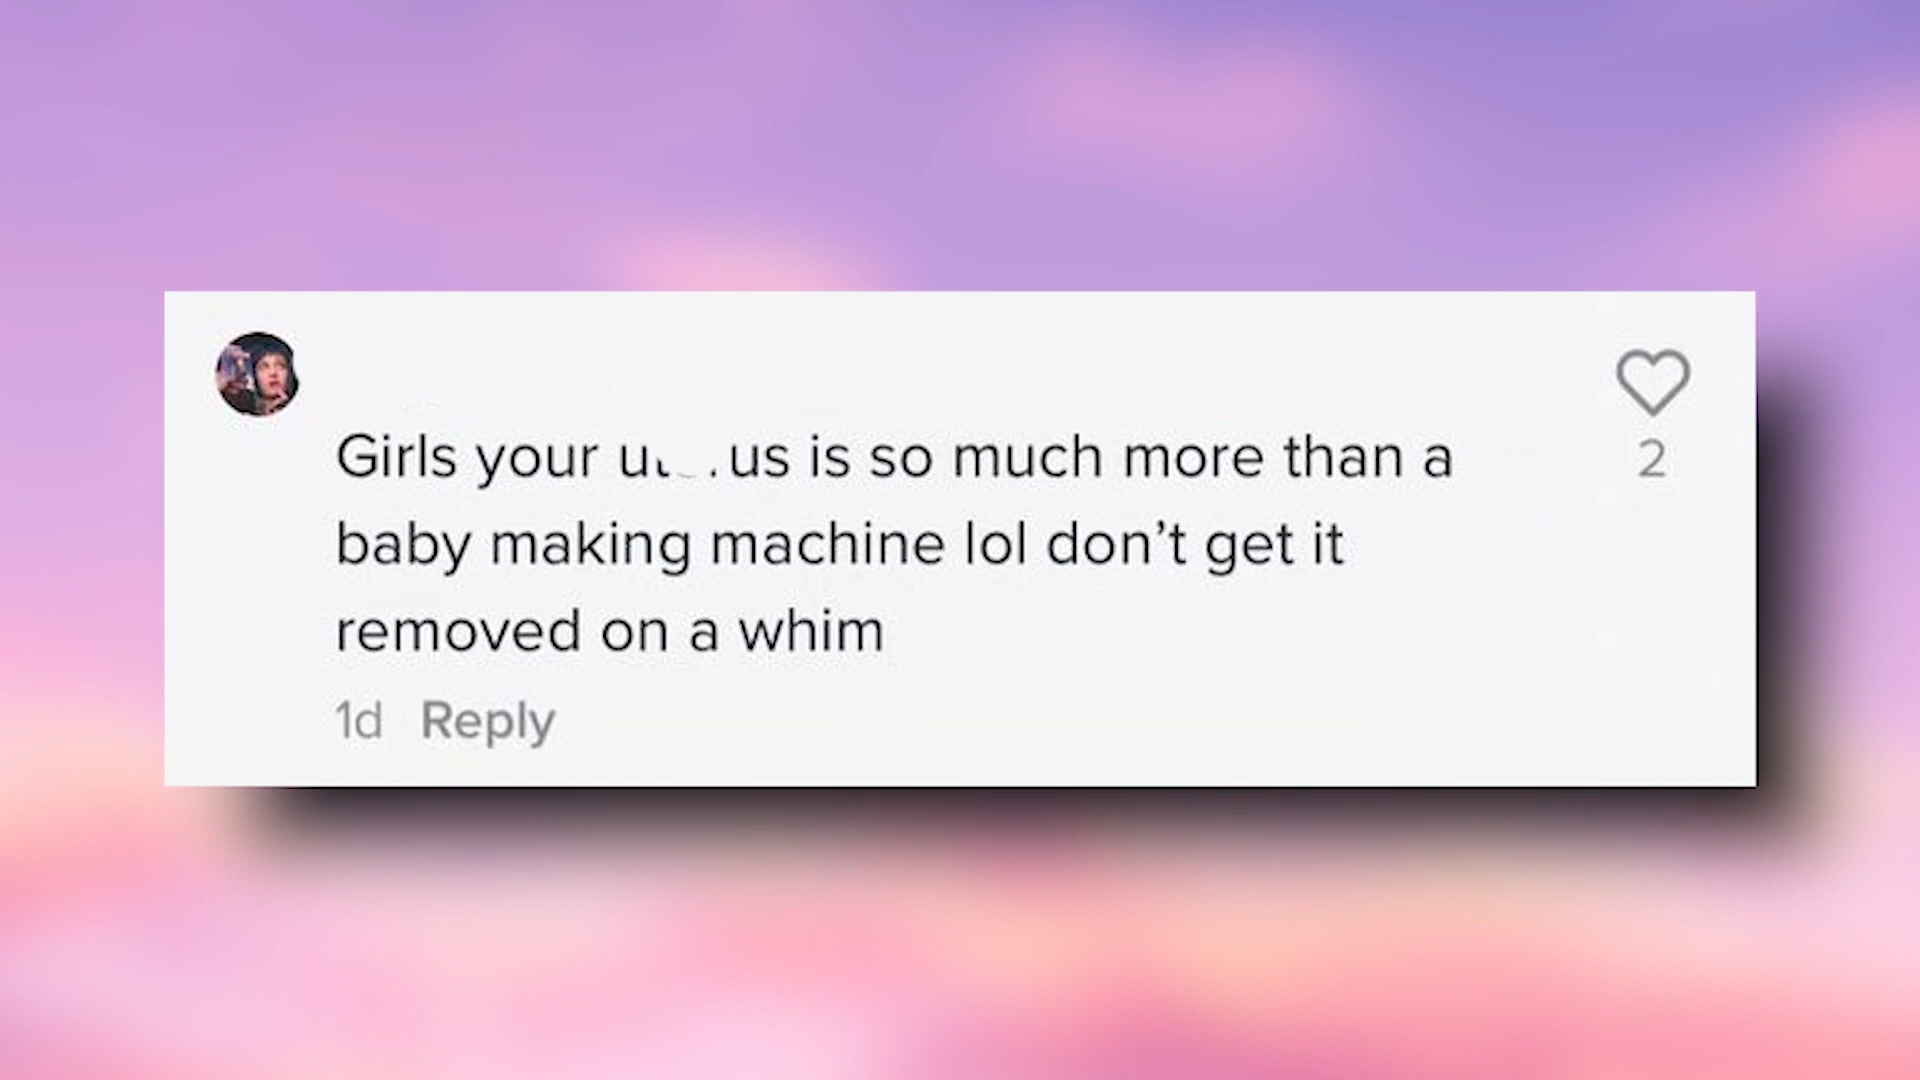 Girls your us is so much more than a
baby making machine lol don’t get it
removed on a whim
1d Reply
2